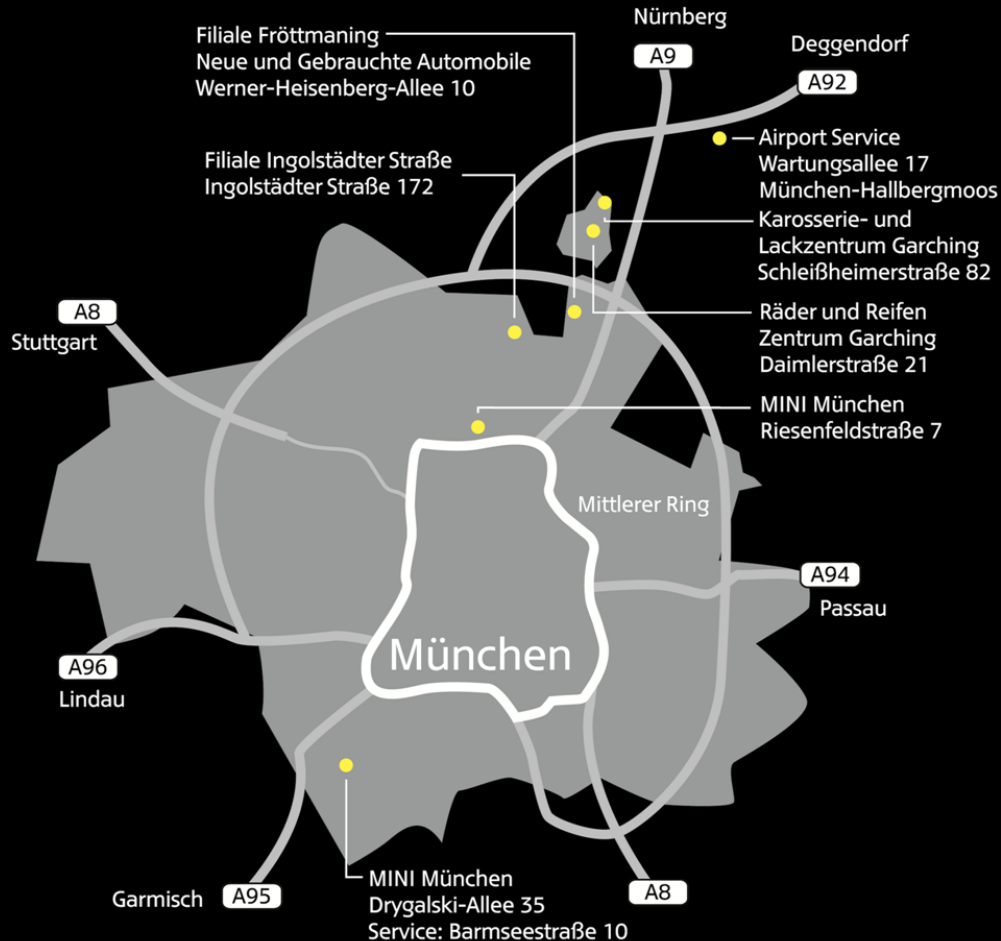 Nürnberg
A9
Deggendorf
A92
Filiale Fröttmaning
Neue und Gebrauchte Automobile
Werner-Heisenberg-Allee 10
Filiale Ingolstädter Straße
Ingolstädter Straße 172
Airport Service
Wartungsallee 17
München-Hallbergmoos
Karosserie- und
Lackzentrum Garching
Schleißheimerstraße 82
A8
Stuttgart
Räder und Reifen
Zentrum Garching
Daimlerstraße 21
MINI München
Riesenfeldstraße 7
Mittlerer Ring
A94
Passau
München
A96
Lindau
Garmisch
A95
MINI München
Drygalski-Allee 35
Service: Barmseestraße 10
A8